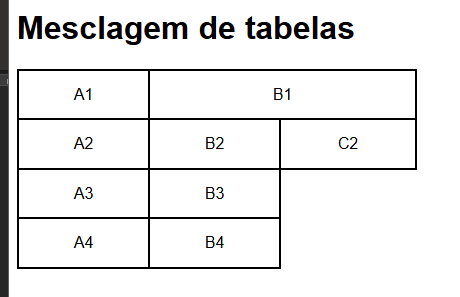 Mesclagem de tabelas
A1 B1
A2 B2 C2
A3 B3
A4 B4